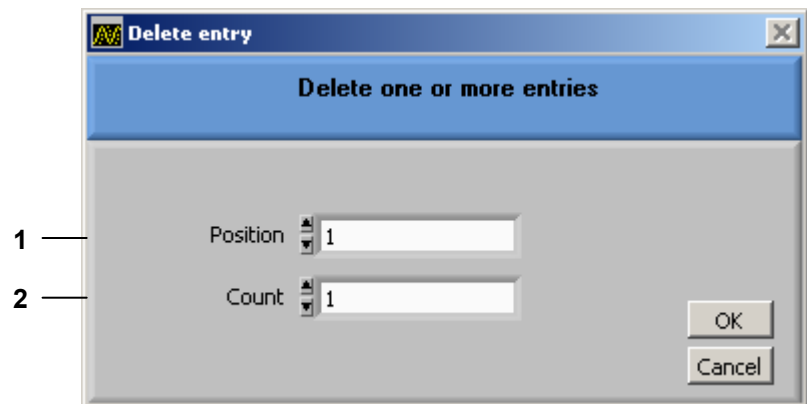 Delete entry
Delete one or more entries
1 Position 1
2 Count 1
OK
Cancel